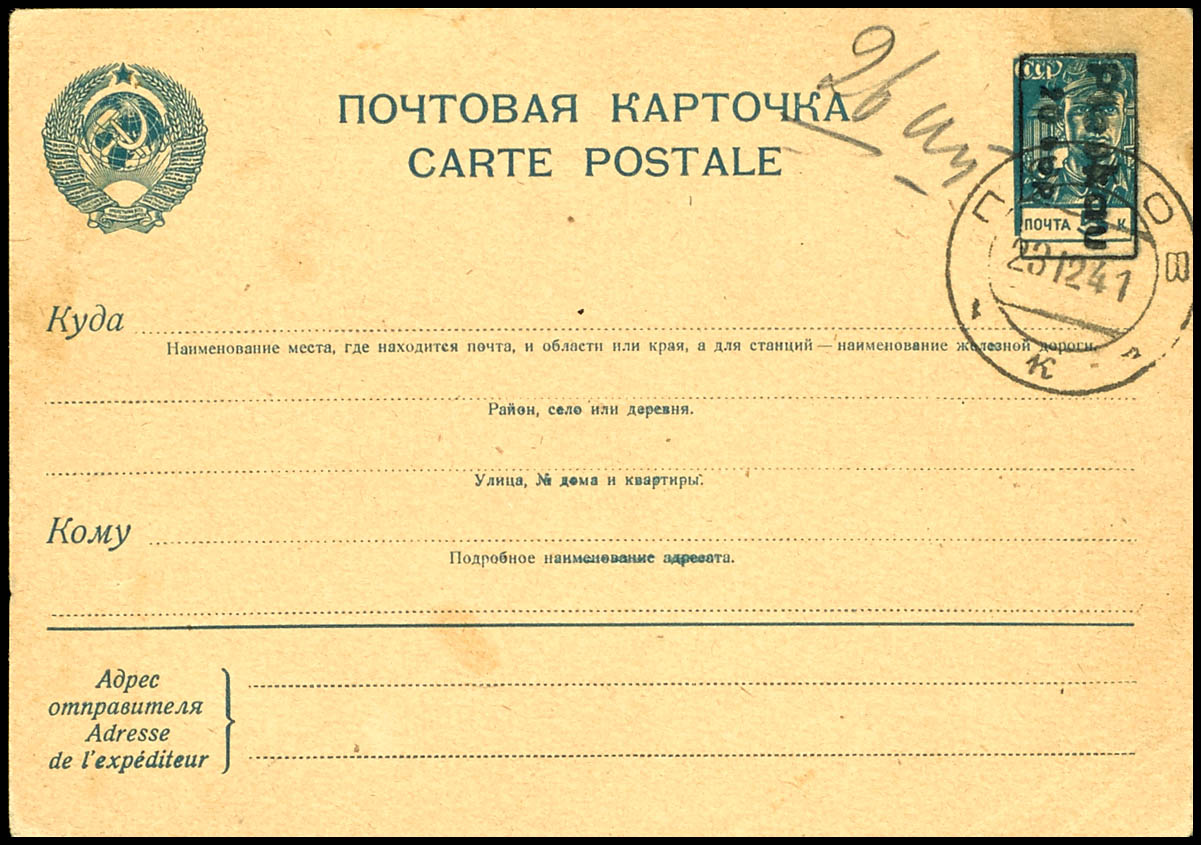 ПОЧТОВАЯ КАРТОЧКА
CARTE POSTALE
СССР
ПОЧТА 5 К
23 12 41
Куда
Наименование места, где находится почта, и области или края, а для станций — наименование железной дороги.
Район, село или деревня.
Улица, № дома и квартиры.
Кому
Подробное наименование адресата.
Адрес
отправителя
Adresse
de l'expéditeur